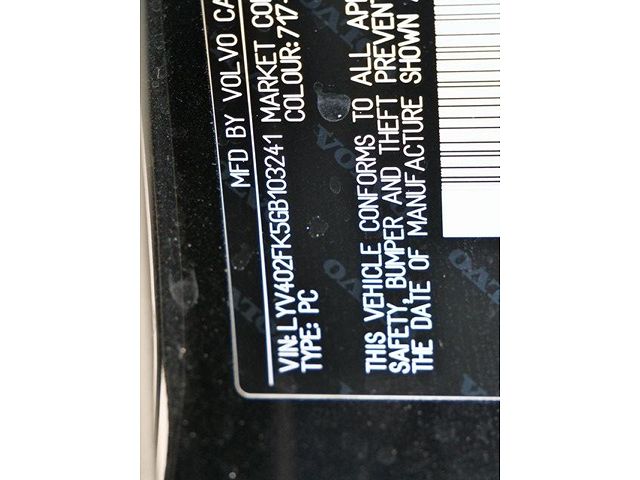 MFD BY VOLVO CA
VIN: LYV402FK5GB103241 MARKET CO
TYPE: PC COLOUR: 717-
THIS VEHICLE CONFORMS TO ALL AP
SAFETY, BUMPER AND THEFT PREVENT
THE DATE OF MANUFACTURE SHOWN